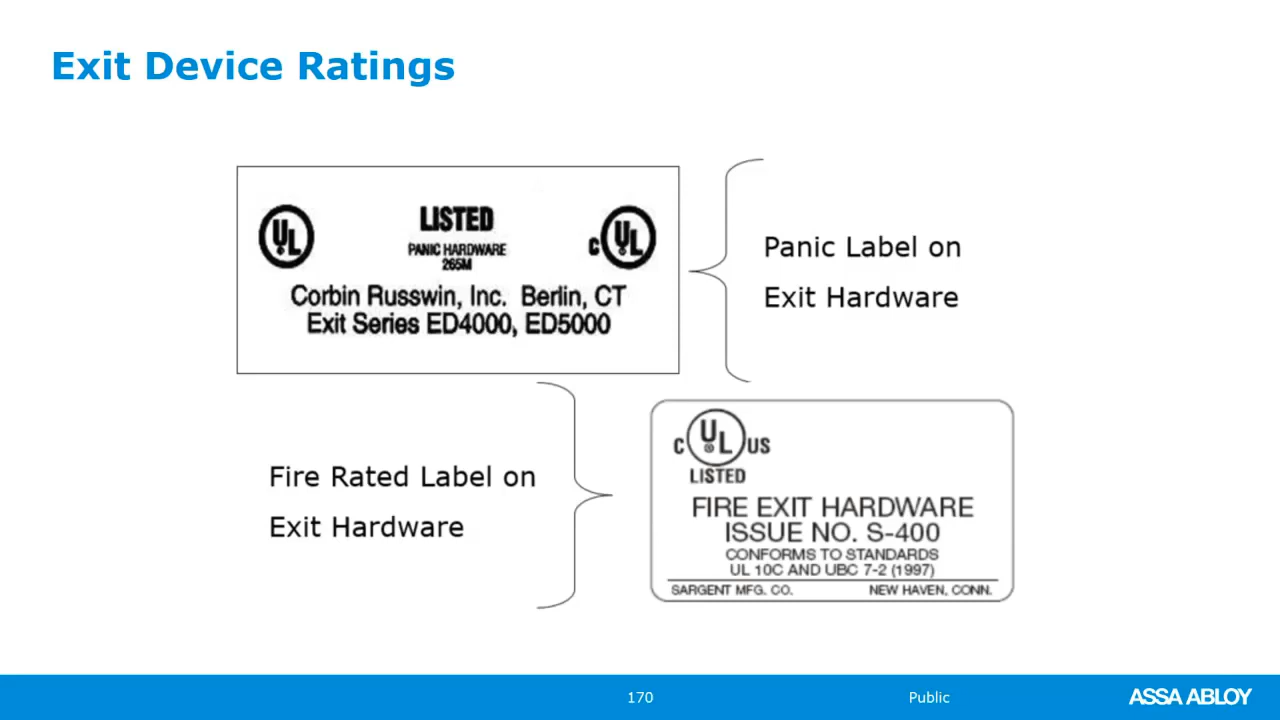 Exit Device Ratings
UL
LISTED
PANIC HARDWARE
265M
C UL
Corbin Russwin, Inc. Berlin, CT
Exit Series ED4000, ED5000
Panic Label on
Exit Hardware
Fire Rated Label on
Exit Hardware
C UL US
LISTED
FIRE EXIT HARDWARE
ISSUE NO. S-400
CONFORMS TO STANDARDS
UL 10C AND UBC 7-2 (1997)
SARGENT MFG. CO. NEW HAVEN, CONN.
170 Public ASSA ABLOY